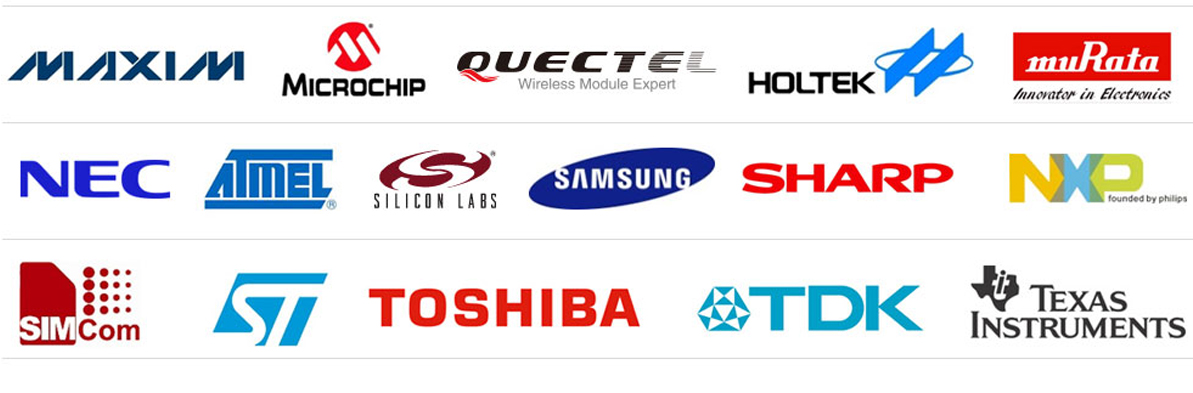 MAXIM
MICROCHIP
QUECTEL
Wireless Module Expert
HOLTEK
muRata
Innovator in Electronics
NEC
ATMEL
SILICON LABS
SAMSUNG
SHARP
NXP
founded by philips
SIMCom
ST
TOSHIBA
TDK
TEXAS
INSTRUMENTS